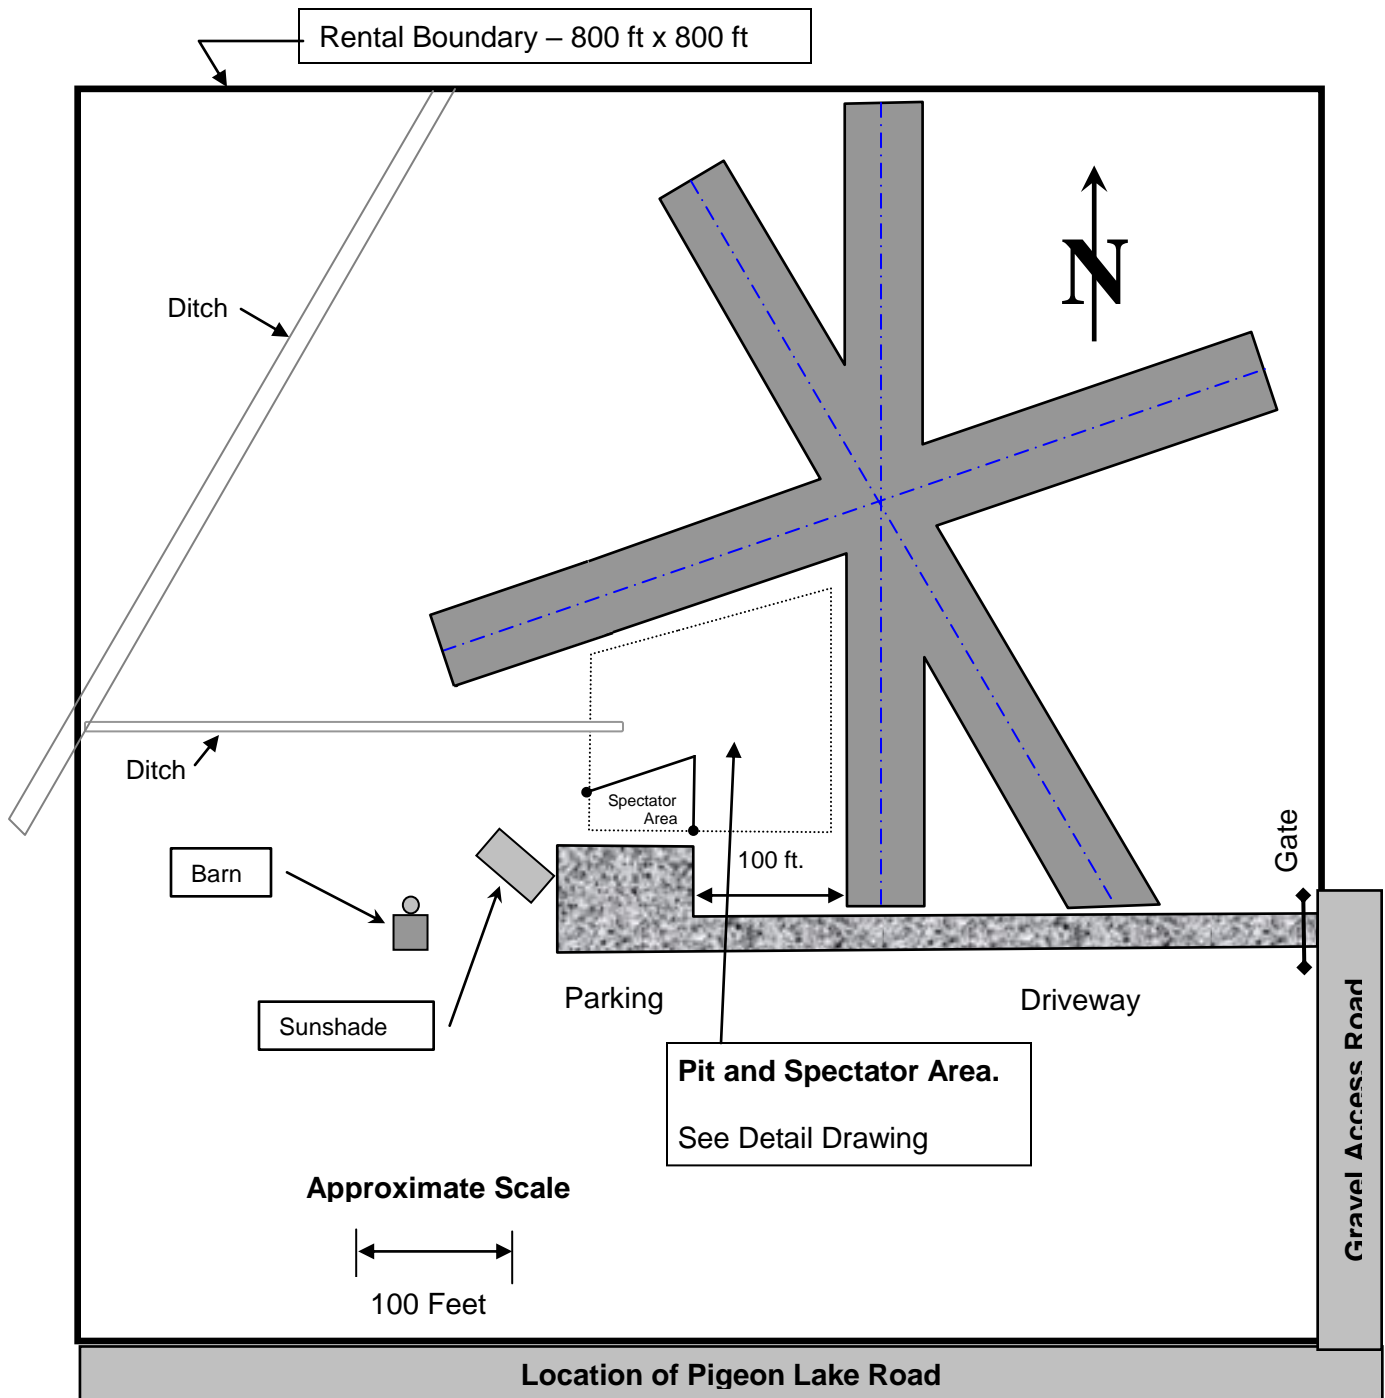 Rental Boundary – 800 ft x 800 ft
N
Ditch
Ditch
Spectator
Area
Gate
100 ft.
Barn
Sunshade
Parking
Driveway
Pit and Spectator Area.
See Detail Drawing
Gravel Access Road
Approximate Scale
100 Feet
Location of Pigeon Lake Road